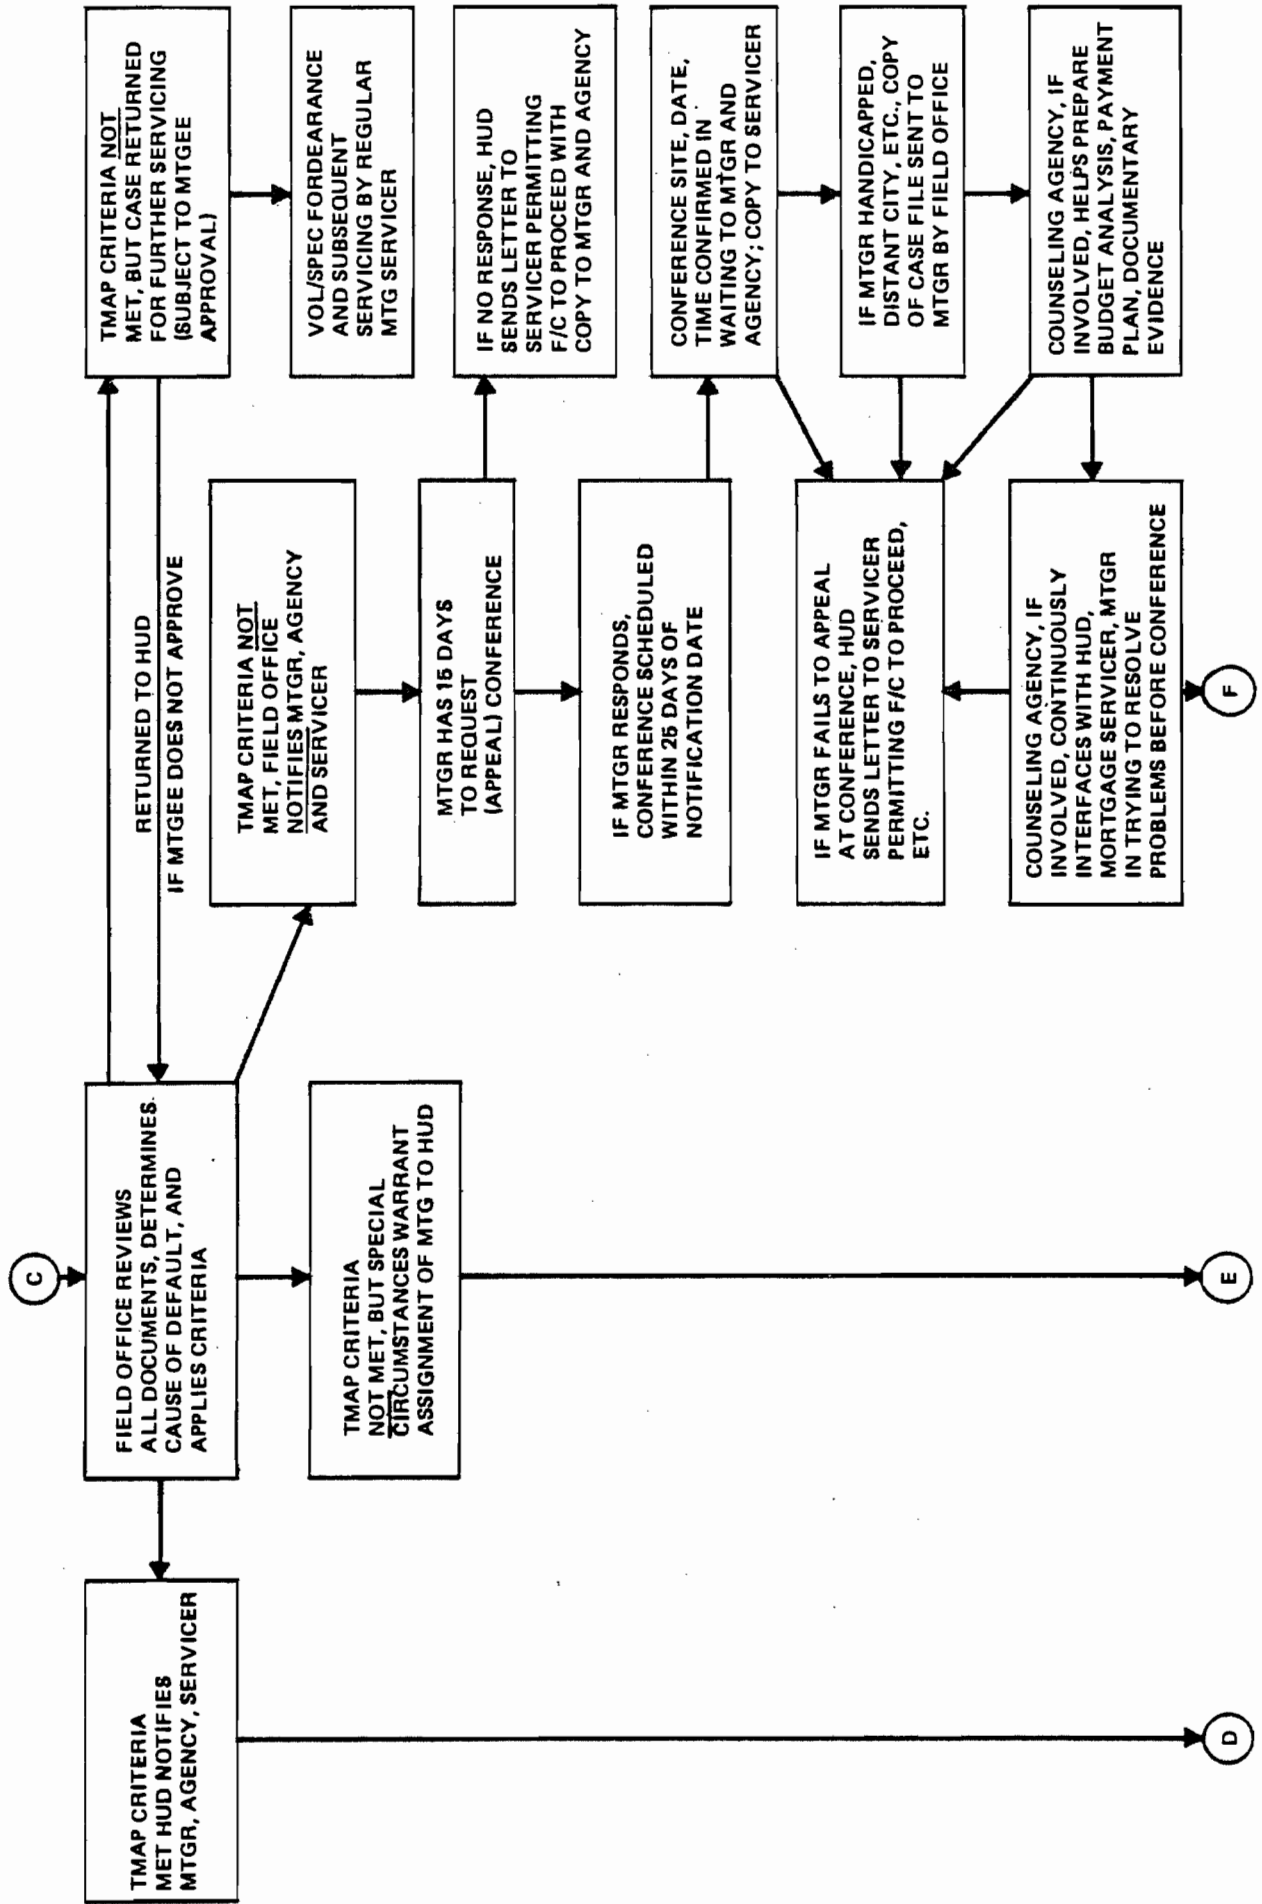 C
FIELD OFFICE REVIEWS
ALL DOCUMENTS, DETERMINES
CAUSE OF DEFAULT, AND
APPLIES CRITERIA
TMAP CRITERIA
MET HUD NOTIFIES
MTGR, AGENCY, SERVICER
D
TMAP CRITERIA
NOT MET, BUT SPECIAL
CIRCUMSTANCES WARRANT
ASSIGNMENT OF MTG TO HUD
E
RETURNED TO HUD
IF MTGEE DOES NOT APPROVE
TMAP CRITERIA NOT
MET, BUT CASE RETURNED
FOR FURTHER SERVICING
(SUBJECT TO MTGEE
APPROVAL)
VOL/SPEC FORDEARANCE
AND SUBSEQUENT
SERVICING BY REGULAR
MTG SERVICER
TMAP CRITERIA NOT
MET, FIELD OFFICE
NOTIFIES MTGR, AGENCY
AND SERVICER
MTGR HAS 15 DAYS
TO REQUEST
(APPEAL) CONFERENCE
IF NO RESPONSE, HUD
SENDS LETTER TO
SERVICER PERMITTING
F/C TO PROCEED WITH
COPY TO MTGR AND AGENCY
IF MTGR RESPONDS,
CONFERENCE SCHEDULED
WITHIN 25 DAYS OF
NOTIFICATION DATE
CONFERENCE SITE, DATE,
TIME CONFIRMED IN
WAITING TO MTGR AND
AGENCY; COPY TO SERVICER
IF MTGR HANDICAPPED,
DISTANT CITY, ETC., COPY
OF CASE FILE SENT TO
MTGR BY FIELD OFFICE
IF MTGR FAILS TO APPEAL
AT CONFERENCE, HUD
SENDS LETTER TO SERVICER
PERMITTING F/C TO PROCEED,
ETC.
COUNSELING AGENCY, IF
INVOLVED, HELPS PREPARE
BUDGET ANALYSIS, PAYMENT
PLAN, DOCUMENTARY
EVIDENCE
COUNSELING AGENCY, IF
INVOLVED, CONTINUOUSLY
INTERFACES WITH HUD,
MORTGAGE SERVICER, MTGR
IN TRYING TO RESOLVE
PROBLEMS BEFORE CONFERENCE
F